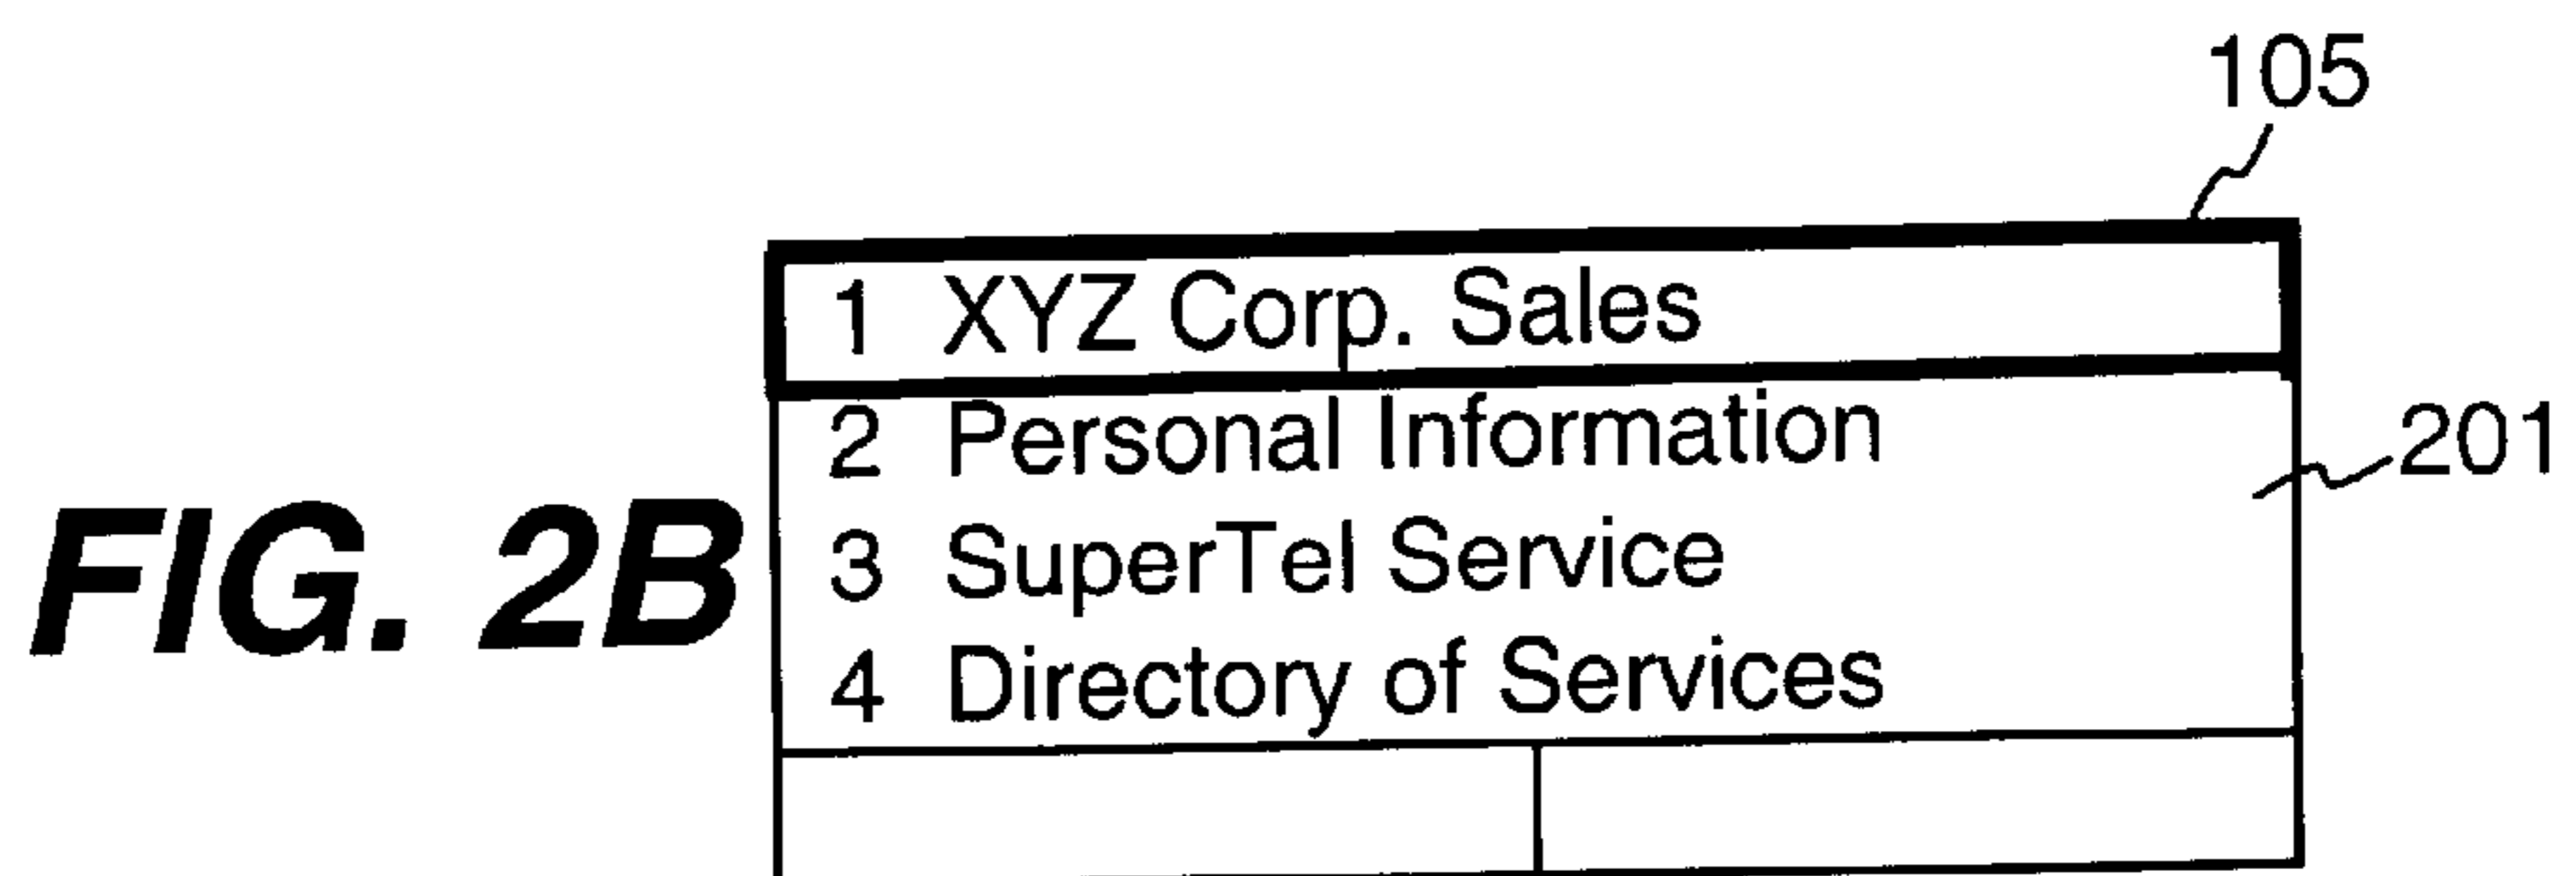 105
1 XYZ Corp. Sales
2 Personal Information
201
3 SuperTel Service
FIG. 2B
4 Directory of Services